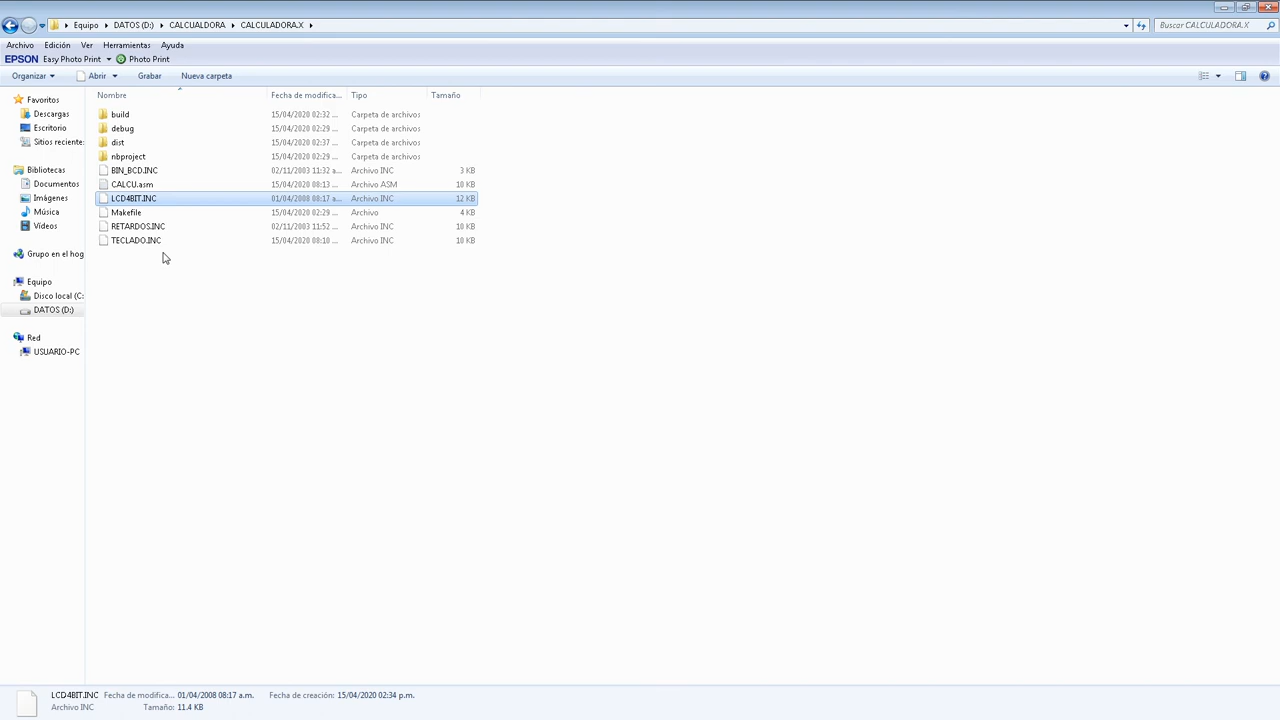 Equipo ▸ DATOS (D:) ▸ CALCUALDORA ▸ CALCULADORA.X ▸
Buscar CALCULADORA.X
Archivo Edición Ver Herramientas Ayuda
EPSON Easy Photo Print Photo Print
Organizar Abrir Grabar Nueva carpeta
Favoritos
Descargas
Escritorio
Sitios reciente:
Bibliotecas
Documentos
Imágenes
Música
Vídeos
Grupo en el hog
Equipo
Disco local (C:
DATOS (D:)
Red
USUARIO-PC
Nombre Fecha de modifica... Tipo Tamaño
build 15/04/2020 02:32 ... Carpeta de archivos
debug 15/04/2020 02:29 ... Carpeta de archivos
dist 15/04/2020 02:37 ... Carpeta de archivos
nbproject 15/04/2020 02:29 ... Carpeta de archivos
BIN_BCD.INC 02/11/2003 11:32 a... Archivo INC 3 KB
CALCU.asm 15/04/2020 08:13 ... Archivo ASM 10 KB
LCD4BIT.INC 01/04/2008 08:17 a... Archivo INC 12 KB
Makefile 15/04/2020 02:29 ... Archivo 4 KB
RETARDOS.INC 02/11/2003 11:52 ... Archivo INC 10 KB
TECLADO.INC 15/04/2020 08:10 ... Archivo INC 10 KB
LCD4BIT.INC Fecha de modifica... 01/04/2008 08:17 a.m. Fecha de creación: 15/04/2020 02:34 p.m.
Archivo INC Tamaño: 11.4 KB